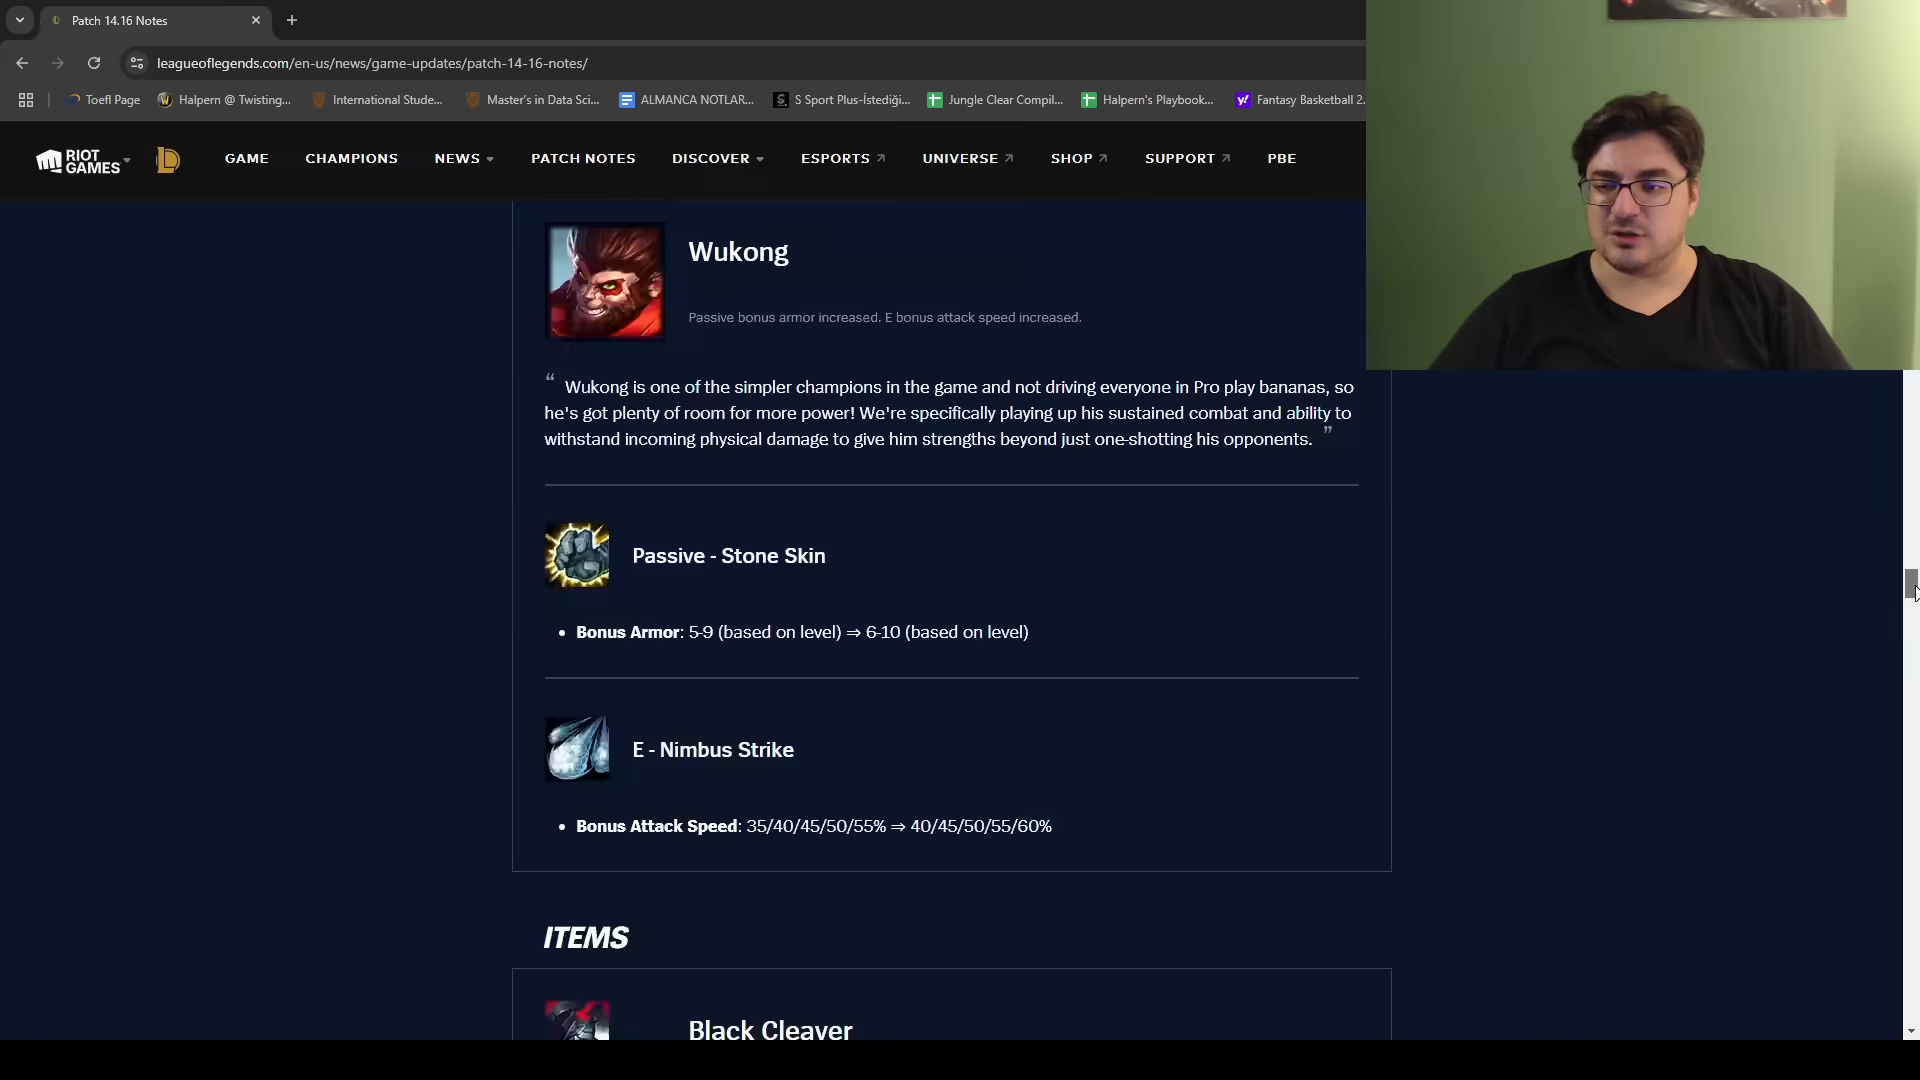 Patch 14.16 Notes
leagueoflegends.com/en-us/news/game-updates/patch-14-16-notes/
Toefl Page Halpern @ Twisting... International Stude... Master's in Data Sci... ALMANCA NOTLAR... S Sport Plus-İstediği... Jungle Clear Compil... Halpern's Playbook... Fantasy Basketball 2.
RIOT GAMES GAME CHAMPIONS NEWS PATCH NOTES DISCOVER ESPORTS UNIVERSE SHOP SUPPORT PBE
Wukong
Passive bonus armor increased. E bonus attack speed increased.
“ Wukong is one of the simpler champions in the game and not driving everyone in Pro play bananas, so
he's got plenty of room for more power! We're specifically playing up his sustained combat and ability to
withstand incoming physical damage to give him strengths beyond just one-shotting his opponents. ”
Passive - Stone Skin
• Bonus Armor: 5-9 (based on level) ⇒ 6-10 (based on level)
E - Nimbus Strike
• Bonus Attack Speed: 35/40/45/50/55% ⇒ 40/45/50/55/60%
ITEMS
Black Cleaver